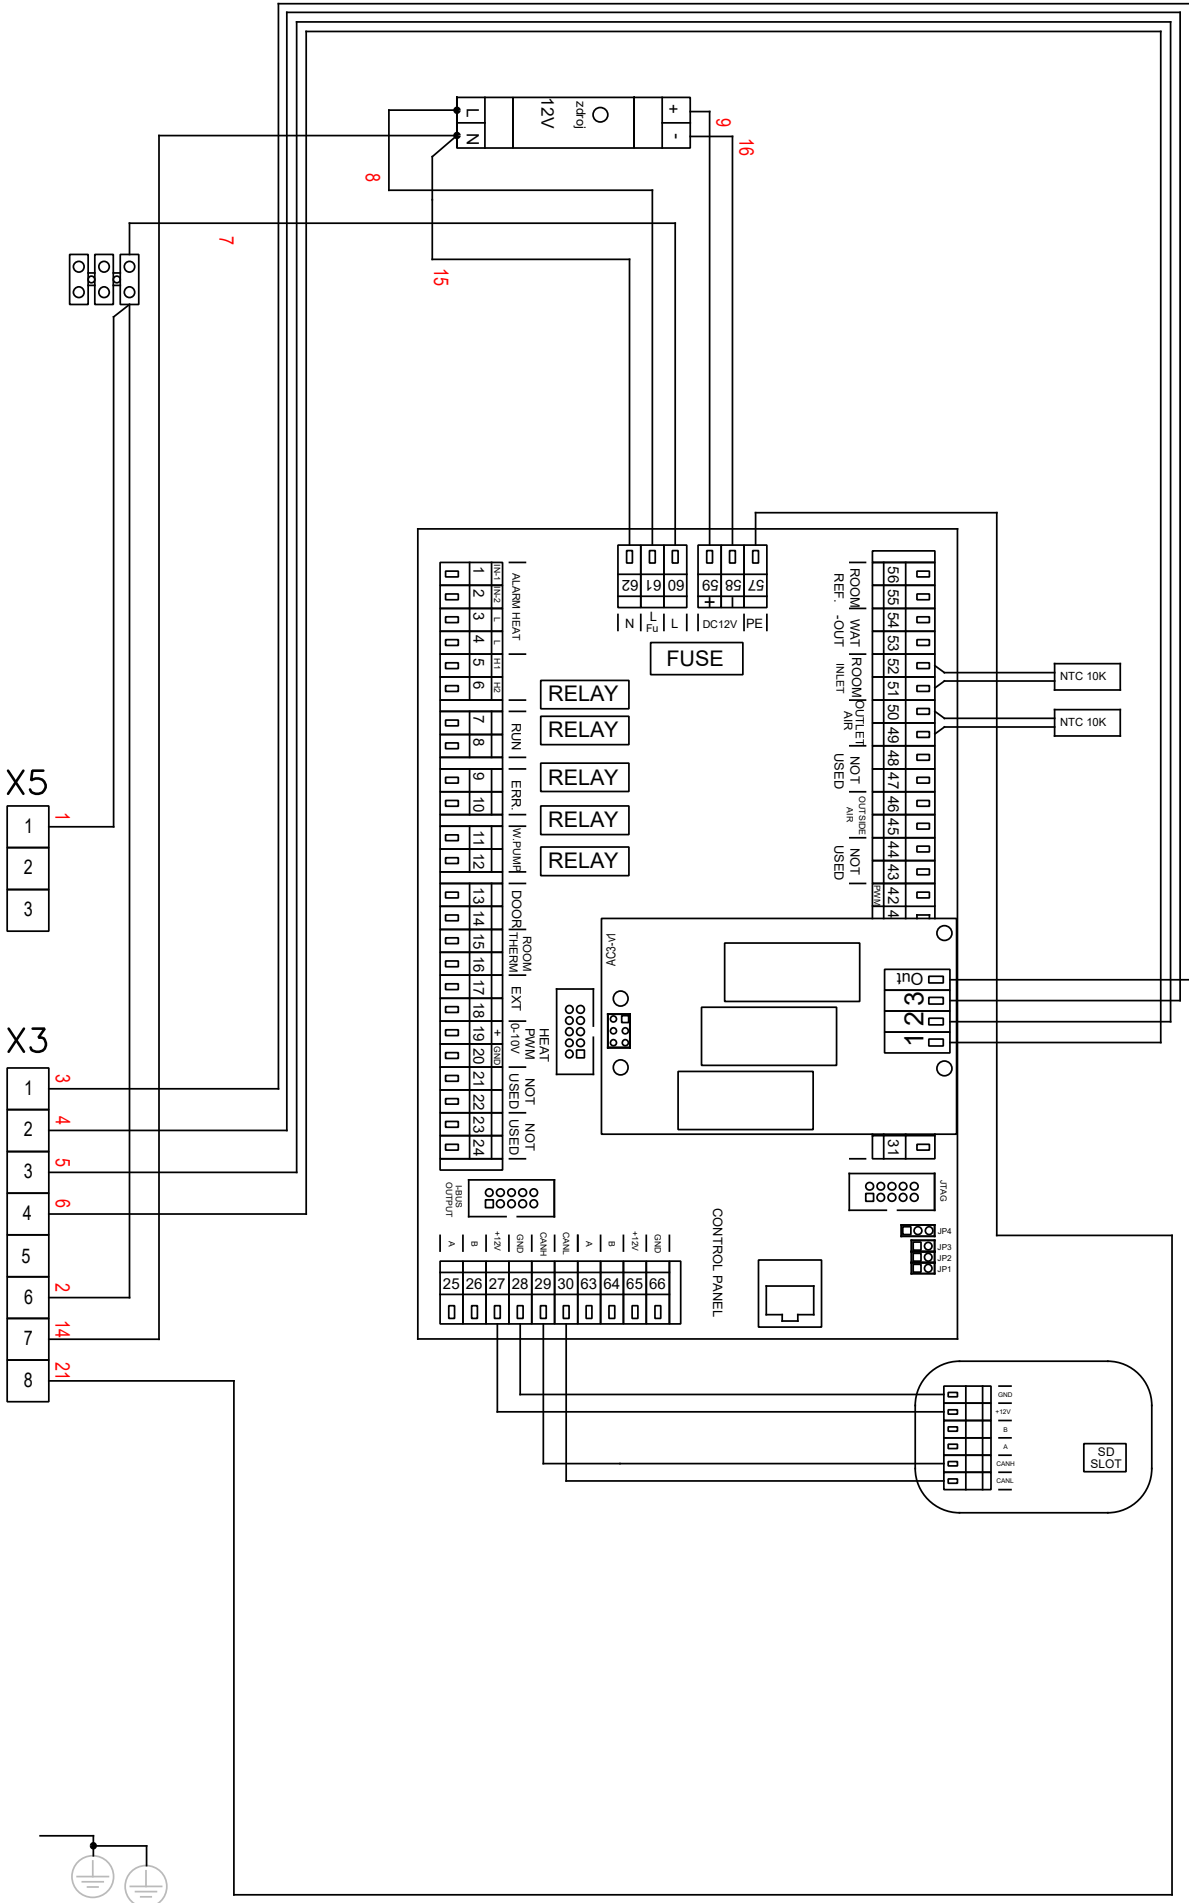 L
N
12V
zdroj
+
-
9
16
8
7
15
62
61
60
59
58
57
+
N
L
Fu
L
DC12V
PE
FUSE
1 IN-1
2 IN-2
3 L
4 L
5 H1
6 H2
7
8
9
10
11
12
13
14
15
16
17
18
19 +
20 GND
21
22
23
24
ALARM HEAT
RUN
ERR.
W.PUMP
DOOR
ROOM
THERM
EXT
HEAT
PWM
0-10V
NOT
USED
NOT
USED
RELAY
RELAY
RELAY
RELAY
RELAY
56
55
54
53
52
51
50
49
48
47
46
45
44
43
42
4
31
ROOM
REF.
WAT
-OUT
ROOM
INLET
OUTLET
AIR
NOT
USED
OUTSIDE
AIR
NOT
USED
PWM
NTC 10K
NTC 10K
AC3-V1
Out
3
2
1
X5
1
1
2
3
X3
1
3
2
4
3
5
4
6
5
6
2
7
14
8
21
I-BUS
OUTPUT
JTAG
JP4
JP3
JP2
JP1
A
B
+12V
GND
CANH
CANL
A
B
+12V
GND
25
26
27
28
29
30
63
64
65
66
CONTROL PANEL
GND
+12V
B
A
CANH
CANL
SD
SLOT